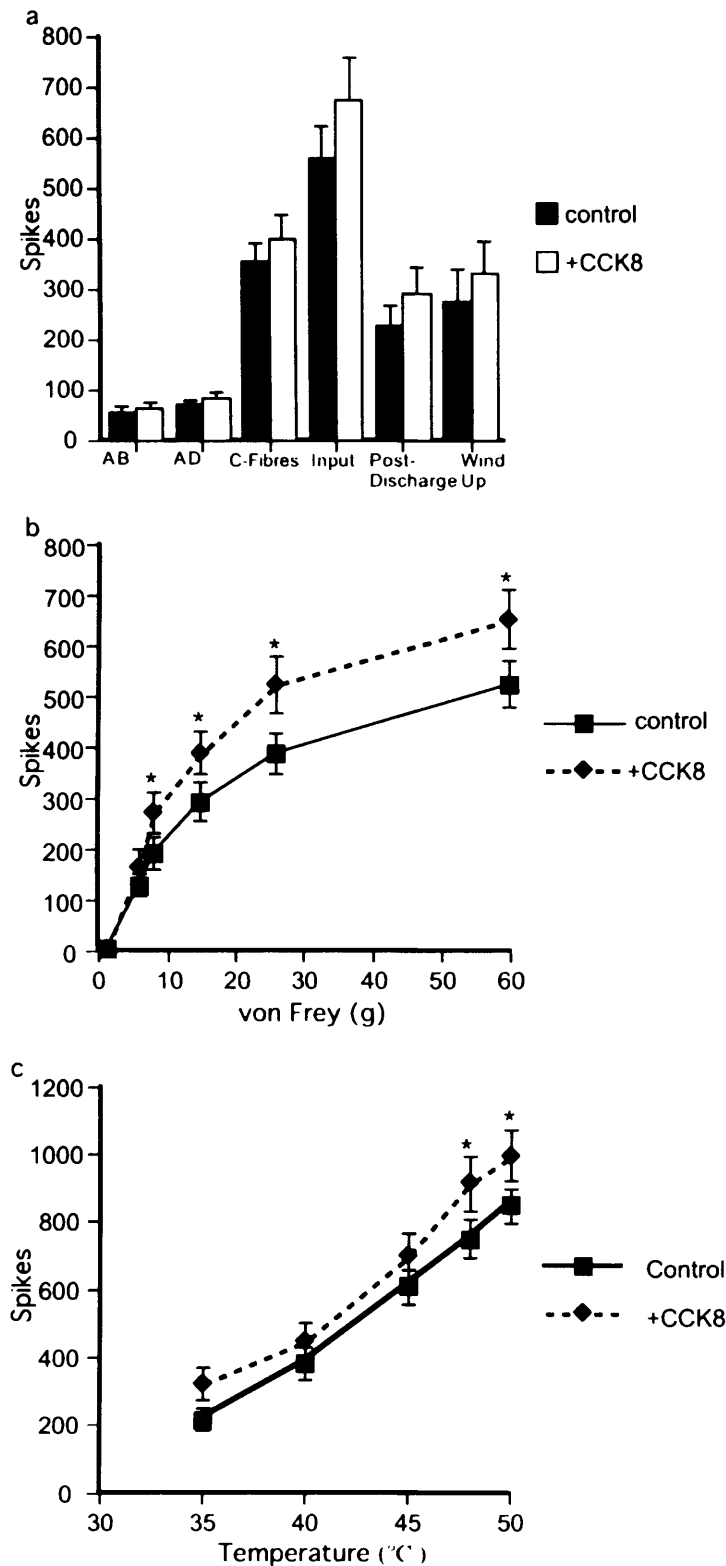 a
800
700
600
500
400
300
200
100
0
Spikes
AB AD C-Fibres Input Post- Wind
Discharge Up
control
+CCK8
b
800
700
600
500
400
300
200
100
0
Spikes
* * * *
0 10 20 30 40 50 60
von Frey (g)
control
+CCK8
c
1200
1000
800
600
400
200
0
Spikes
* *
30 35 40 45 50
Temperature (°C)
Control
+CCK8